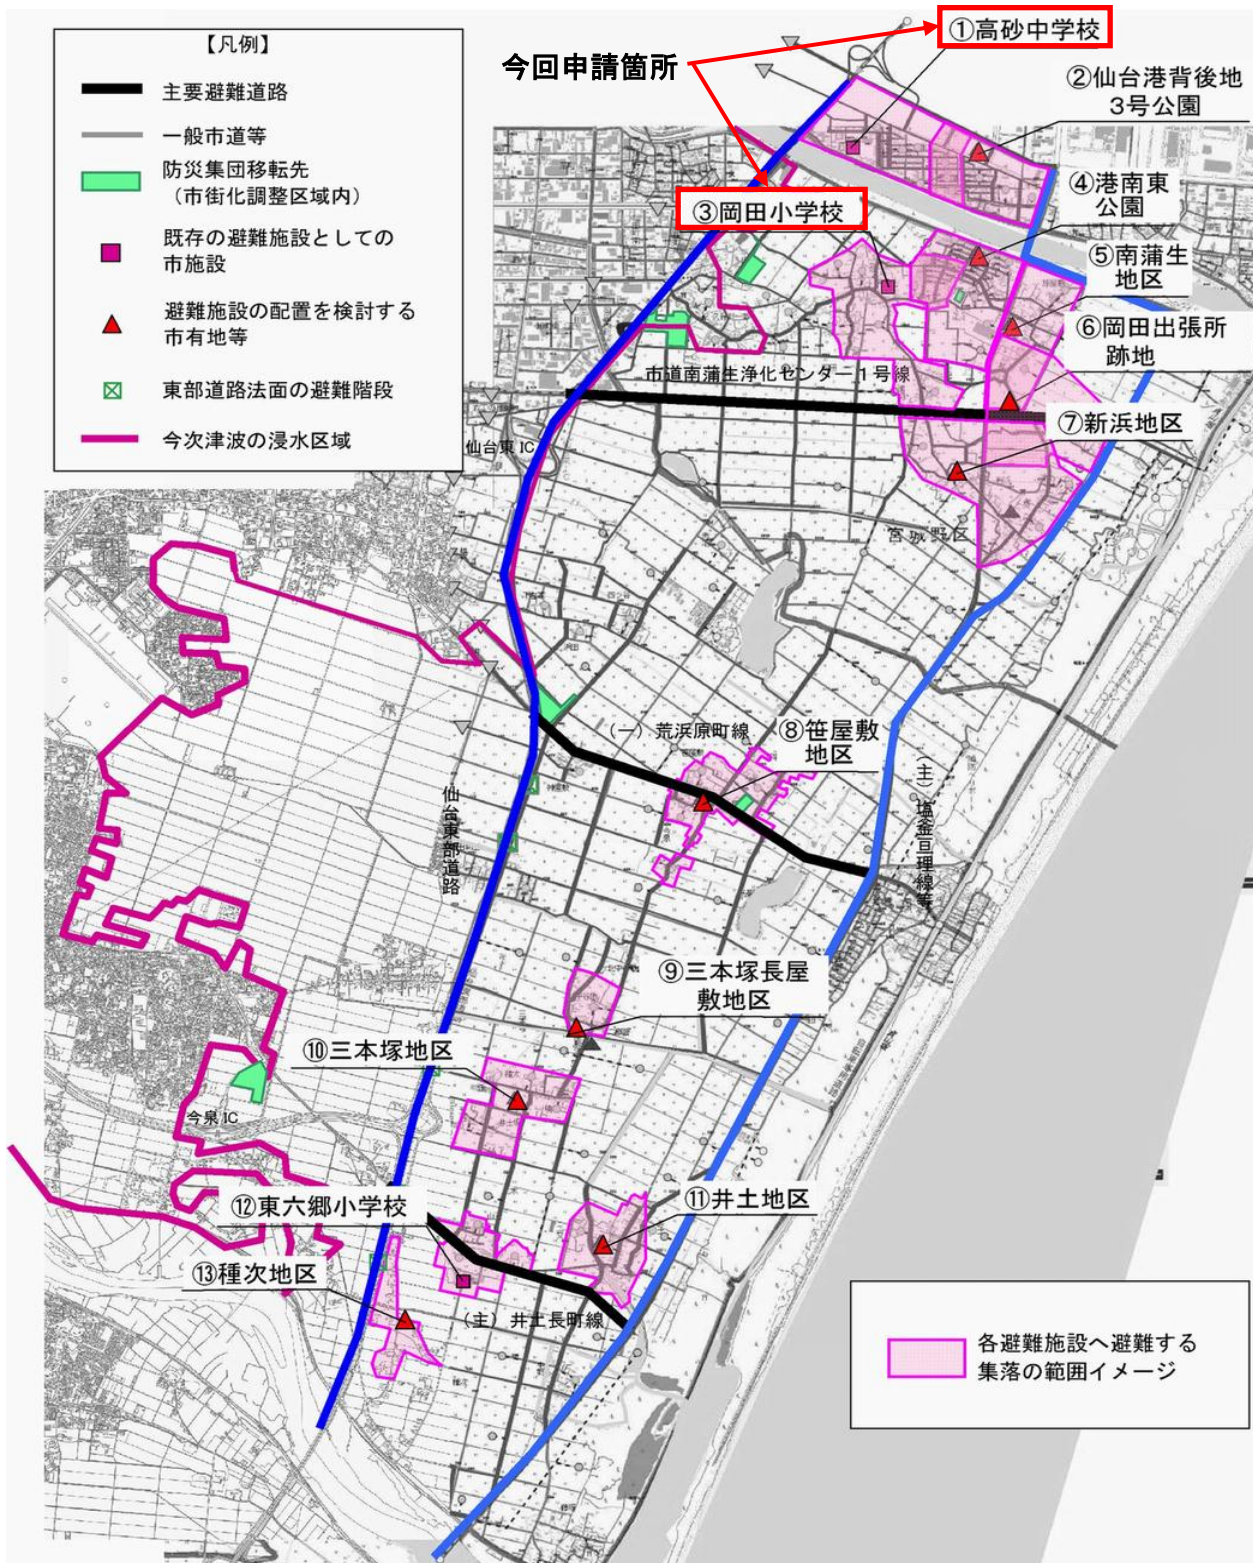 【凡例】
主要避難道路
一般市道等
防災集団移転先
（市街化調整区域内）
既存の避難施設としての
市施設
避難施設の配置を検討する
市有地等
東部道路法面の避難階段
今次津波の浸水区域
今回申請箇所
①高砂中学校
②仙台港背後地
3号公園
③岡田小学校
④港南東
公園
⑤南蒲生
地区
⑥岡田出張所
跡地
市道南蒲生浄化センター1号線
⑦新浜地区
仙台東IC
宮城野区
（一）荒浜原町線
⑧笹屋敷
地区
仙台東部道路
（主）塩釜亘理線等
⑨三本塚長屋
敷地区
⑩三本塚地区
今泉IC
⑪井土地区
⑫東六郷小学校
⑬種次地区
（主）井土長町線
各避難施設へ避難する
集落の範囲イメージ